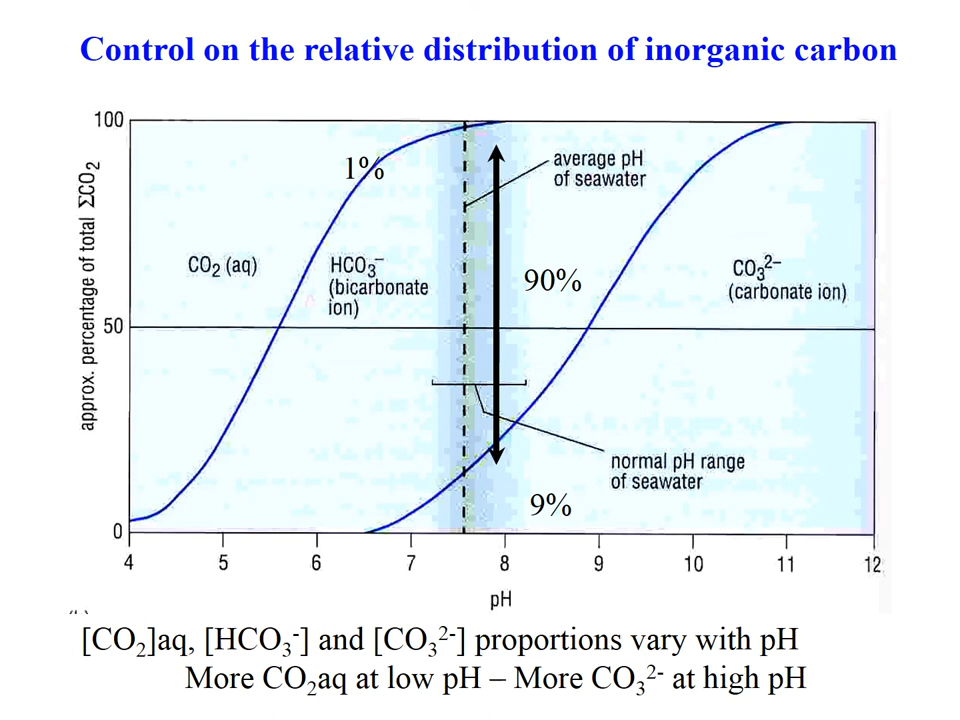 Control on the relative distribution of inorganic carbon
approx. percentage of total ΣCO₂
100
50
0
1%
average pH
of seawater
CO₂ (aq)
HCO₃⁻
(bicarbonate
ion)
90%
CO₃²⁻
(carbonate ion)
normal pH range
of seawater
9%
4 5 6 7 8 9 10 11 12
pH
[CO₂]aq, [HCO₃⁻] and [CO₃²⁻] proportions vary with pH
More CO₂aq at low pH – More CO₃²⁻ at high pH